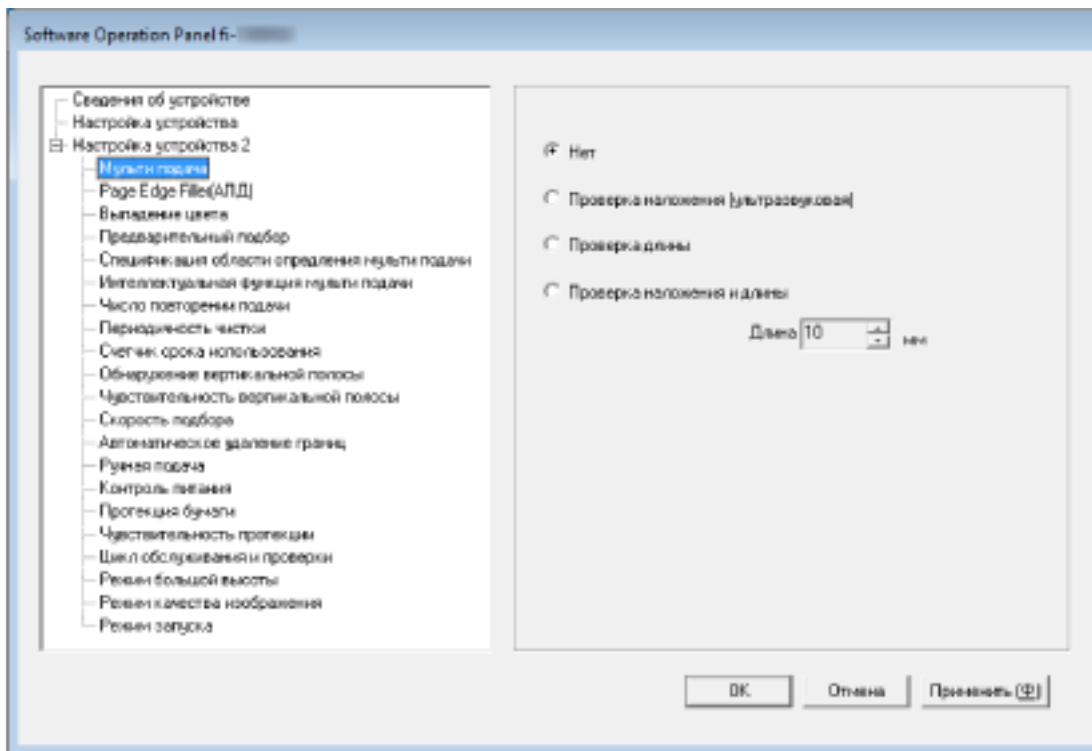 Software Operation Panel fi-
Сведения об устройстве
Настройка устройства
Настройка устройства 2
Мульти подача
Page Edge Filler(АПД)
Выпадение цвета
Предварительный подбор
Спецификация области опредления мульти подачи
Интеллектуальная функция мульти подачи
Число повторении подачи
Периодичность чистки
Счетчик срока использования
Обнаружение вертикальной полосы
Чувствительность вертикальной полосы
Скорость подбора
Автоматическое удаление границ
Ручная подача
Контроль питания
Протекция бумаги
Чувствительность протекции
Цикл обслуживания и проверки
Режим большой высоты
Режим качества изображения
Режим запуска
Нет
Проверка наложения (ультразвуковая)
Проверка длины
Проверка наложения и длины
Длина 10 мм
OK Отмена Применить (Ф)